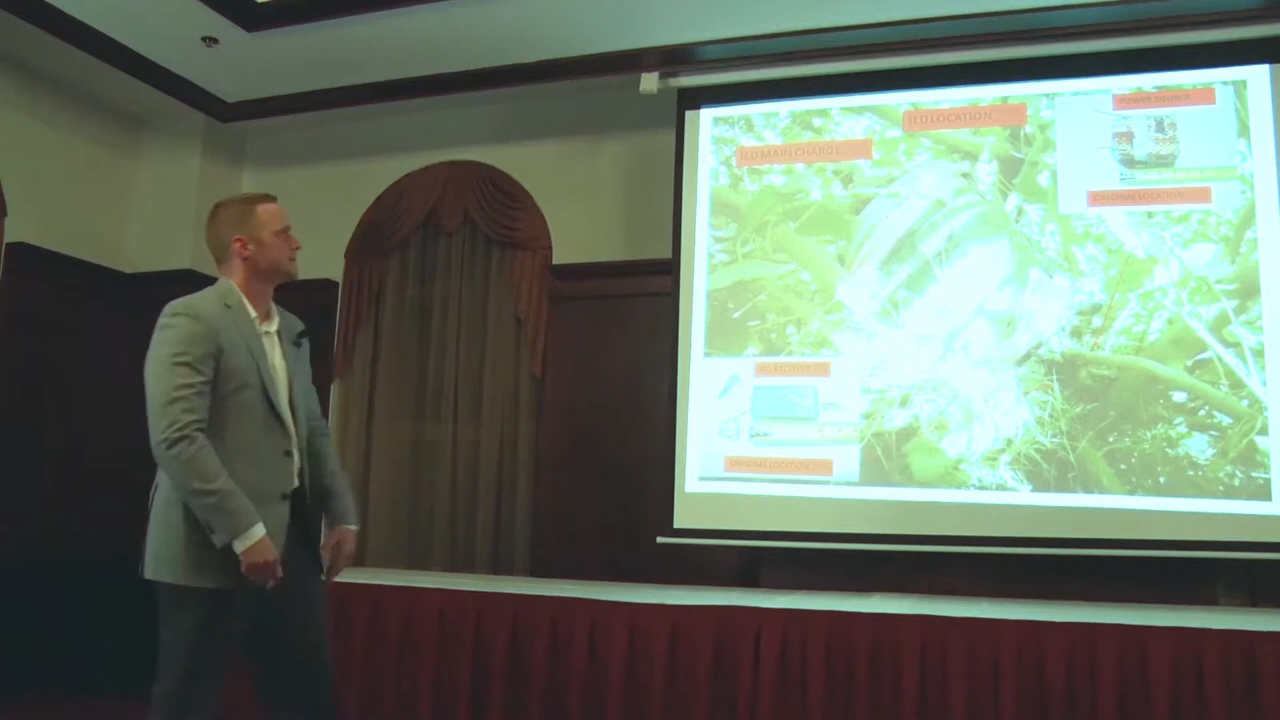 POWER SOURCE
IED LOCATION
IED MAIN CHARGE
ORIGINAL LOCATION
ORIGINAL LOCATION